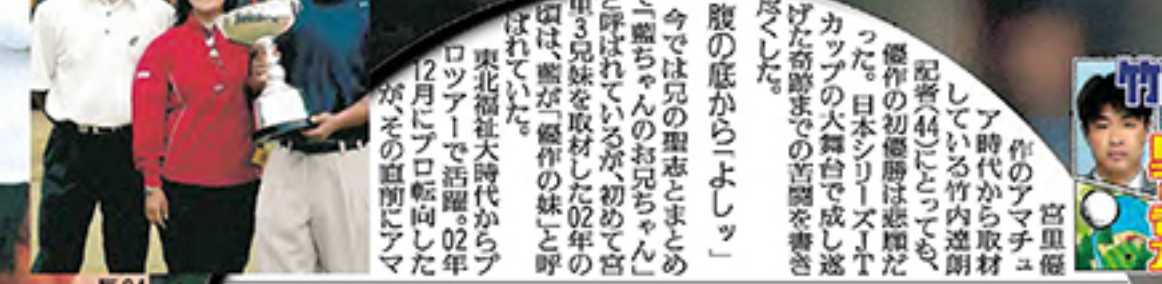 宮里優
作のアマチュ
ア時代から取材
している竹内達朗
記者(44)にとっても、
優作の初優勝は悲願だ
った。日本シリーズJT
カップの大舞台で成し遂
げた奇跡までの苦闘を書き
尽くした。
腹の底から「よしッ」
今では兄の聖志とまとめ
て「藍ちゃんのお兄ちゃん」
と呼ばれているが、初めて宮
里3兄妹を取材した02年の
頃は、藍が「優作の妹」と呼
ばれていた。
東北福祉大時代からプ
ロツアーで活躍。02年
12月にプロ転向した
が、その直前にアマ
竹